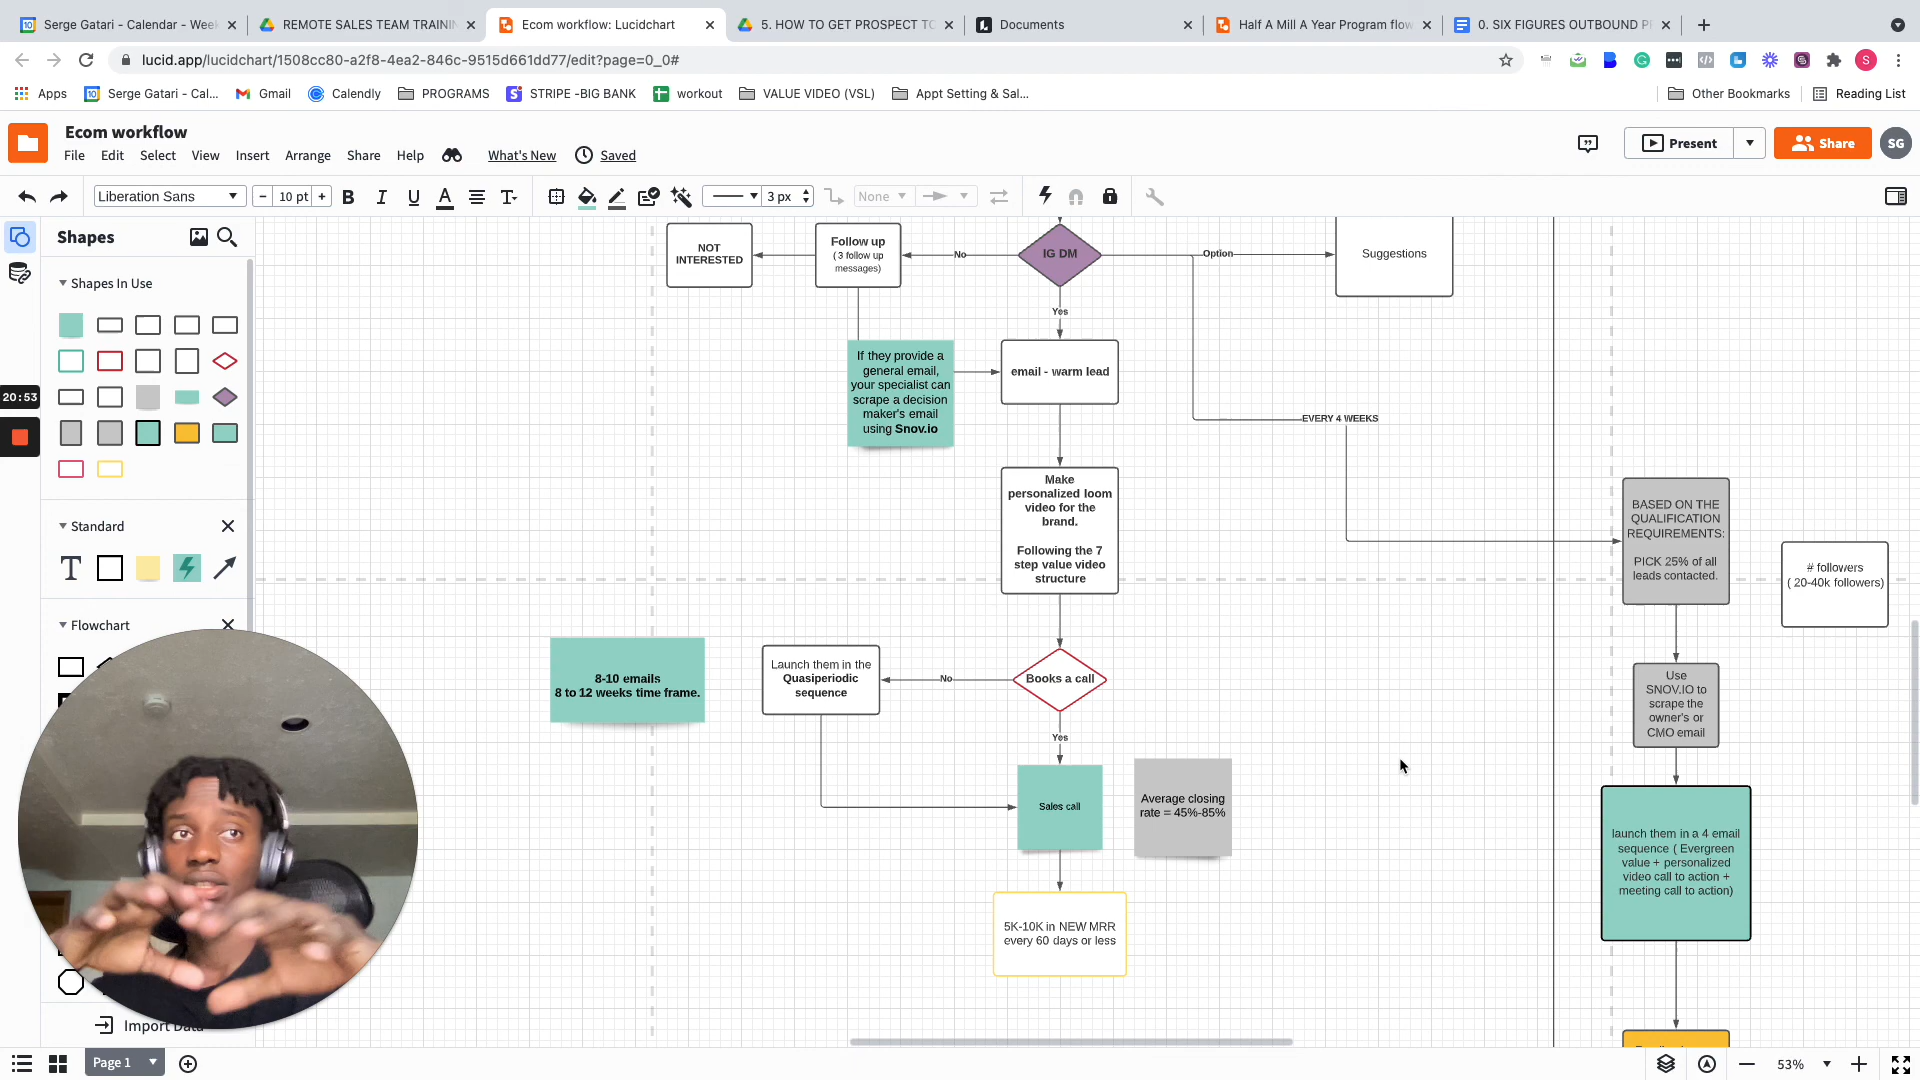 Serge Gatari - Calendar - Week
REMOTE SALES TEAM TRAININ
Ecom workflow: Lucidchart
5. HOW TO GET PROSPECT TO
Documents
Half A Mill A Year Program flow
0. SIX FIGURES OUTBOUND P
lucid.app/lucidchart/1508cc80-a2f8-4ea2-846c-9515d661dd77/edit?page=0_0#
S
Apps
Serge Gatari - Cal...
Gmail
Calendly
PROGRAMS
STRIPE -BIG BANK
workout
VALUE VIDEO (VSL)
Appt Setting & Sal...
Other Bookmarks
Reading List
Ecom workflow
File
Edit
Select
View
Insert
Arrange
Share
Help
What's New
Saved
Present
Share
SG
Liberation Sans
10 pt
3 px
None
Shapes
Shapes In Use
20:53
Standard
Flowchart
Import Data
NOT
INTERESTED
Follow up
( 3 follow up
messages)
No
IG DM
Option
Suggestions
Yes
If they provide a
general email,
your specialist can
scrape a decision
maker's email
using Snov.io
email - warm lead
EVERY 4 WEEKS
Make
personalized loom
video for the
brand.
Following the 7
step value video
structure
BASED ON THE
QUALIFICATION
REQUIREMENTS:
PICK 25% of all
leads contacted.
# followers
( 20-40k followers)
8-10 emails
8 to 12 weeks time frame.
Launch them in the
Quasiperiodic
sequence
No
Books a call
Use
SNOV.IO to
scrape the
owner's or
CMO email
Yes
Sales call
Average closing
rate = 45%-85%
launch them in a 4 email
sequence ( Evergreen
value + personalized
video call to action +
meeting call to action)
5K-10K in NEW MRR
every 60 days or less
Page 1
53%